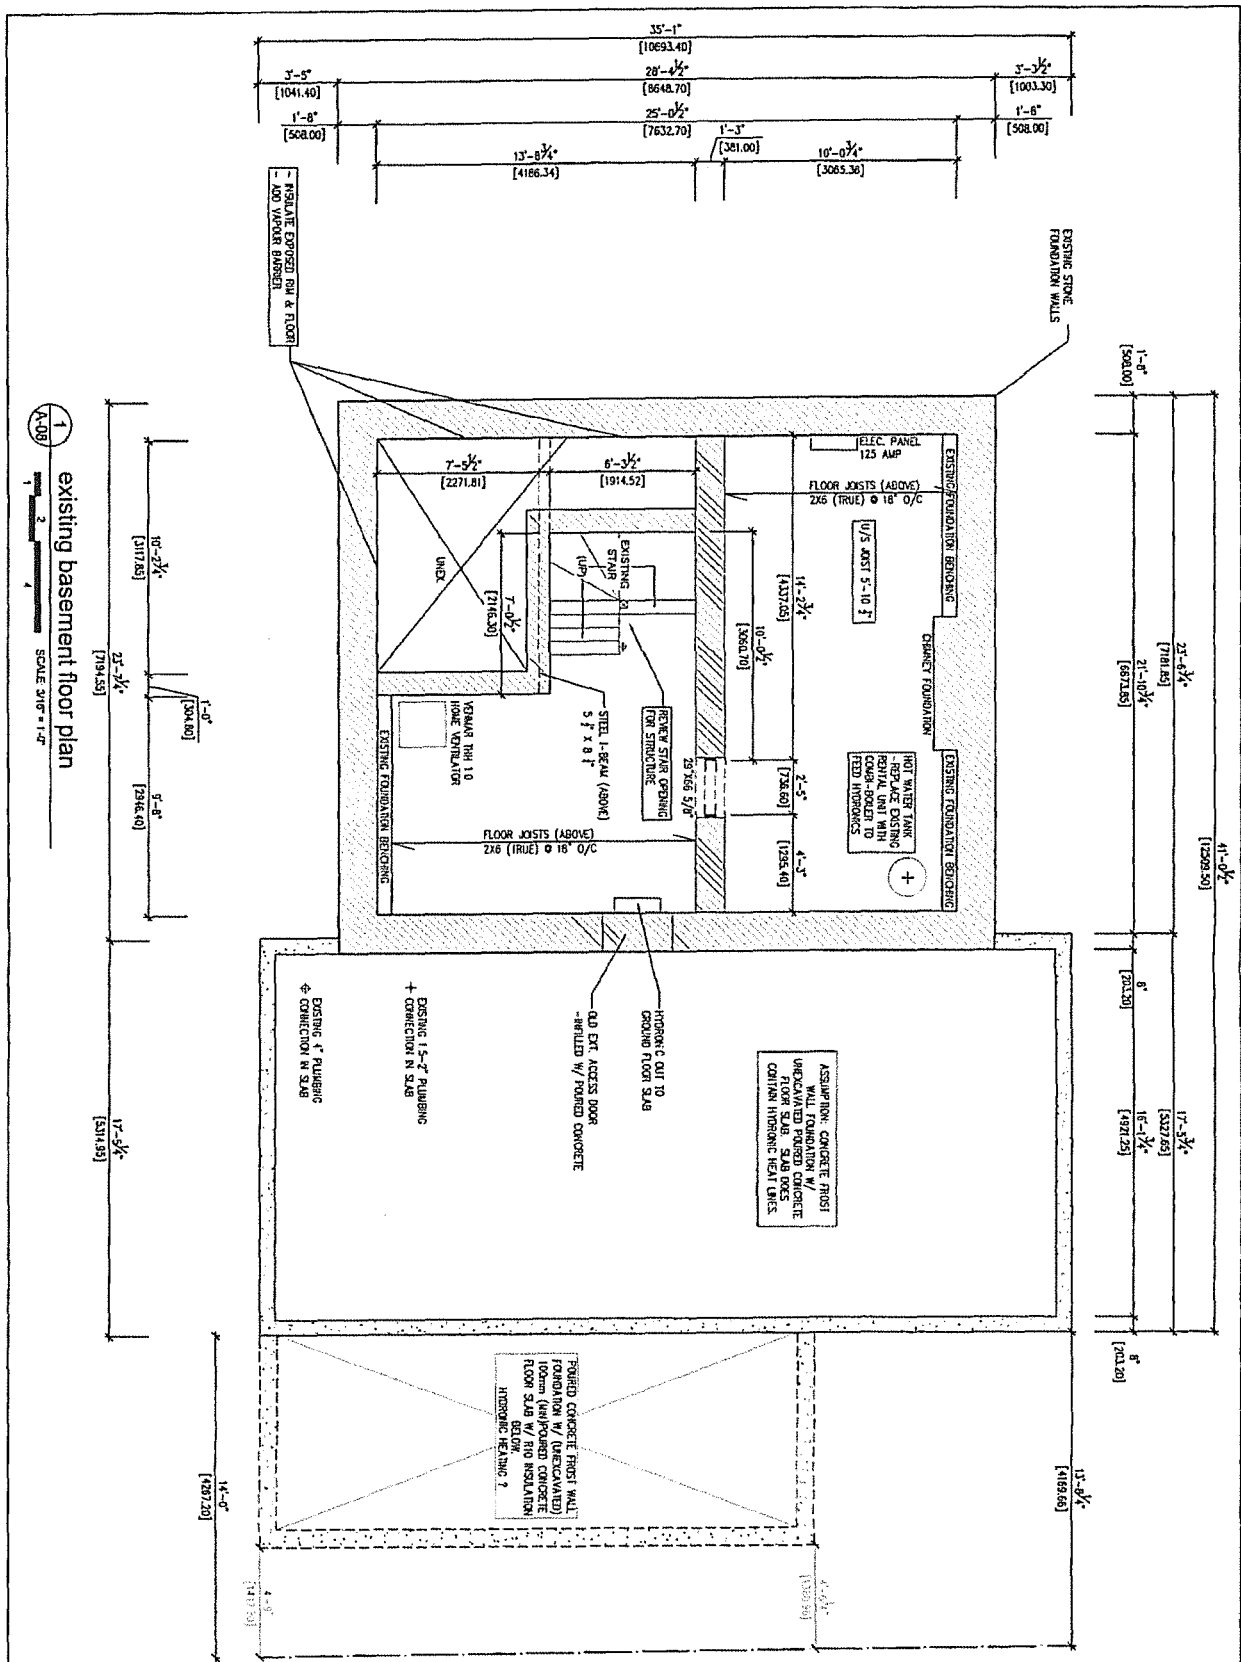 35'-1"
[10693.40]
3'-5"
[1041.40]
28'-4½"
[8648.70]
3'-3½"
[1003.30]
1'-8"
[508.00]
25'-0½"
[7632.70]
1'-8"
[508.00]
13'-8¾"
[4186.34]
1'-3"
[381.00]
10'-0¾"
[3065.36]
- INSULATE EXPOSED RIM & FLOOR
- ADD VAPOUR BARRIER
EXISTING STONE
FOUNDATION WALLS
1'-8"
[508.00]
41'-0½"
[12509.50]
23'-6¾"
[7181.85]
17'-5¾"
[5327.65]
21'-10¾"
[6673.85]
8"
[203.20]
16'-1¾"
[4921.25]
8"
[203.20]
13'-8¼"
[4169.66]
EXISTING FOUNDATION BENCHING
CHIMNEY FOUNDATION
EXISTING FOUNDATION BENCHING
ELEC. PANEL
125 AMP
FLOOR JOISTS (ABOVE)
2X6 (TRUE) @ 18" O/C
U/S JOIST 5'-10
HOT WATER TANK
-REPLACE EXISTING
RENTAL UNIT WITH
COMBI-BOILER TO
FEED HYDRONICS
14'-2¾"
[4337.05]
10'-0½"
[3060.70]
2'-5"
[736.60]
4'-3"
[1295.40]
29"X66 5/8"
7'-5½"
[2271.81]
6'-3½"
[1914.52]
EXISTING
STAIR
(UP)
UNEX.
7'-0½"
[2146.30]
REVIEW STAIR OPENING
FOR STRUCTURE
STEEL I-BEAM (ABOVE)
VENMAR THH 1.0
HOME VENTILATOR
FLOOR JOISTS (ABOVE)
2X6 (TRUE) @ 18" O/C
EXISTING FOUNDATION BENCHING
HYDRONIC OUT TO
GROUND FLOOR SLAB
OLD EXT. ACCESS DOOR
-INFILLED W/ POURED CONCRETE
EXISTING 1.5-2" PLUMBING
CONNECTION IN SLAB
EXISTING 4" PLUMBING
CONNECTION IN SLAB
ASSUMPTION: CONCRETE FROST
WALL FOUNDATION W/
UNEXCAVATED POURED CONCRETE
FLOOR SLAB. SLAB DOES
CONTAIN HYDRONIC HEAT LINES.
POURED CONCRETE FROST WALL
FOUNDATION W/ (UNEXCAVATED)
100mm (MIN)POURED CONCRETE
FLOOR SLAB W/ R10 INSULATION
BELOW.
HYDRONIC HEATING ?
10'-2¾"
[3117.85]
1'-0"
[304.80]
9'-8"
[2946.40]
23'-7¼"
[7194.55]
17'-5¼"
[5314.95]
14'-0"
[4267.20]
1
A-08
existing basement floor plan
1 2 4
SCALE 3/16" = 1'-0"